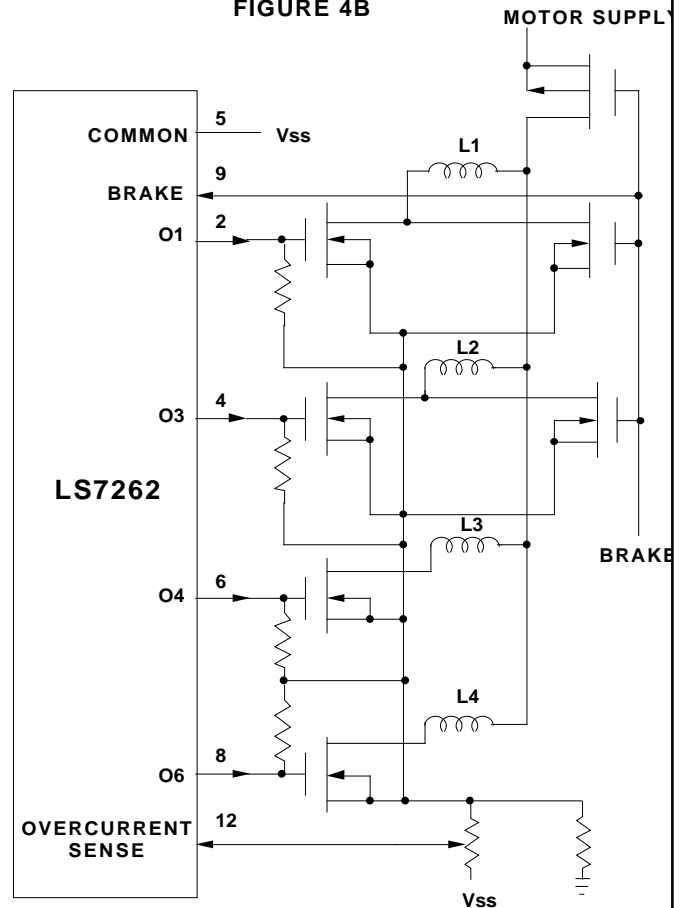 FIGURE 4B
MOTOR SUPPLY
5
COMMON
Vss
L1
9
BRAKE
2
O1
L2
4
O3
LS7262
L3
BRAKE
6
O4
L4
8
O6
12
OVERCURRENT
SENSE
Vss